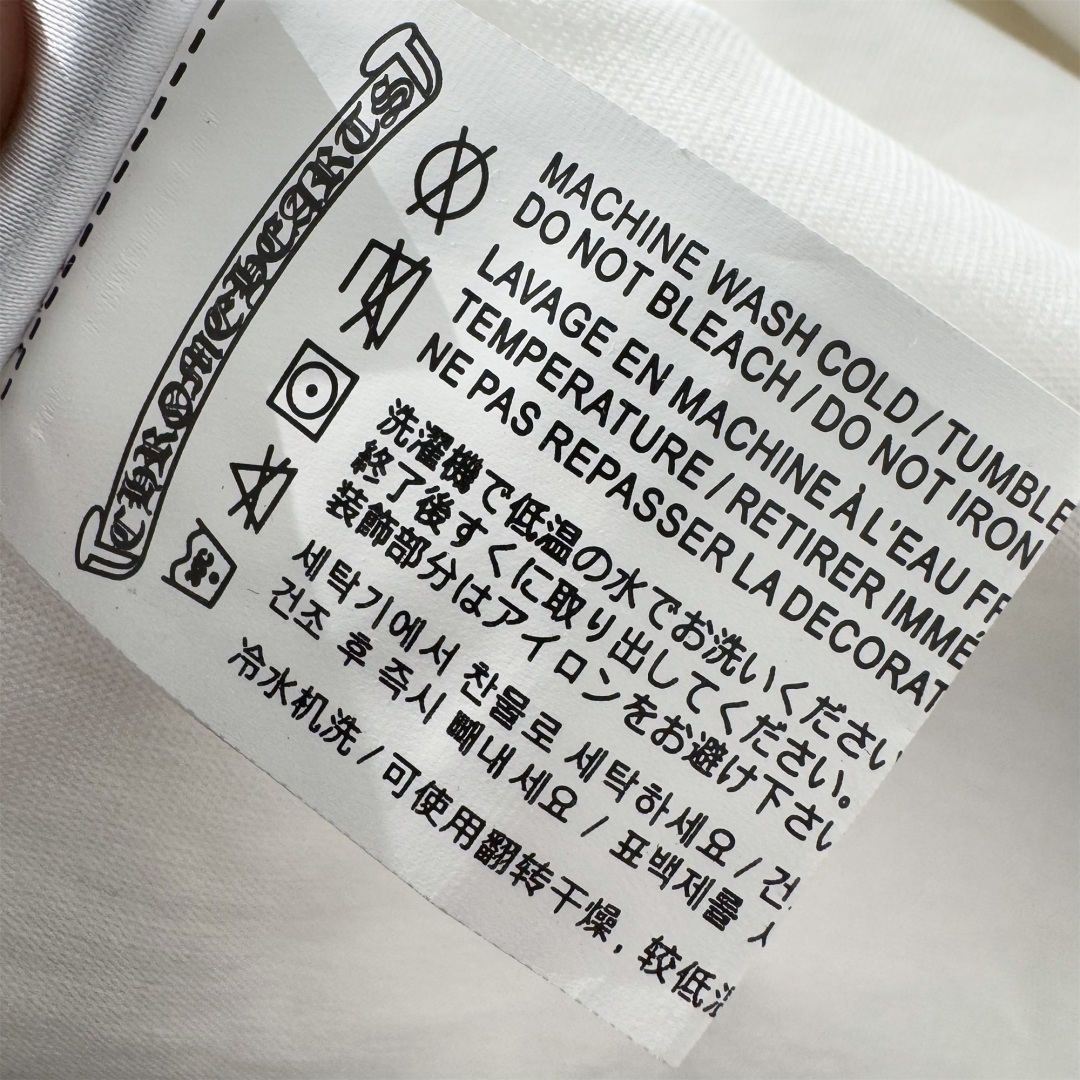 CHROME HEARTS
MACHINE WASH COLD / TUMBLE
DO NOT BLEACH / DO NOT IRON
LAVAGE EN MACHINE À L'EAU FR
TEMPERATURE / RETIRER IMMÉ
NE PAS REPASSER LA DECORAT
洗濯機で低温の水でお洗いください
終了後すぐに取り出してください。
装飾部分はアイロンをお避け下さい
세탁기에서 찬물로 세탁하세요 / 건
건조 후 즉시 빼내세요 / 표백제를
冷水机洗 / 可使用翻转干燥，较低